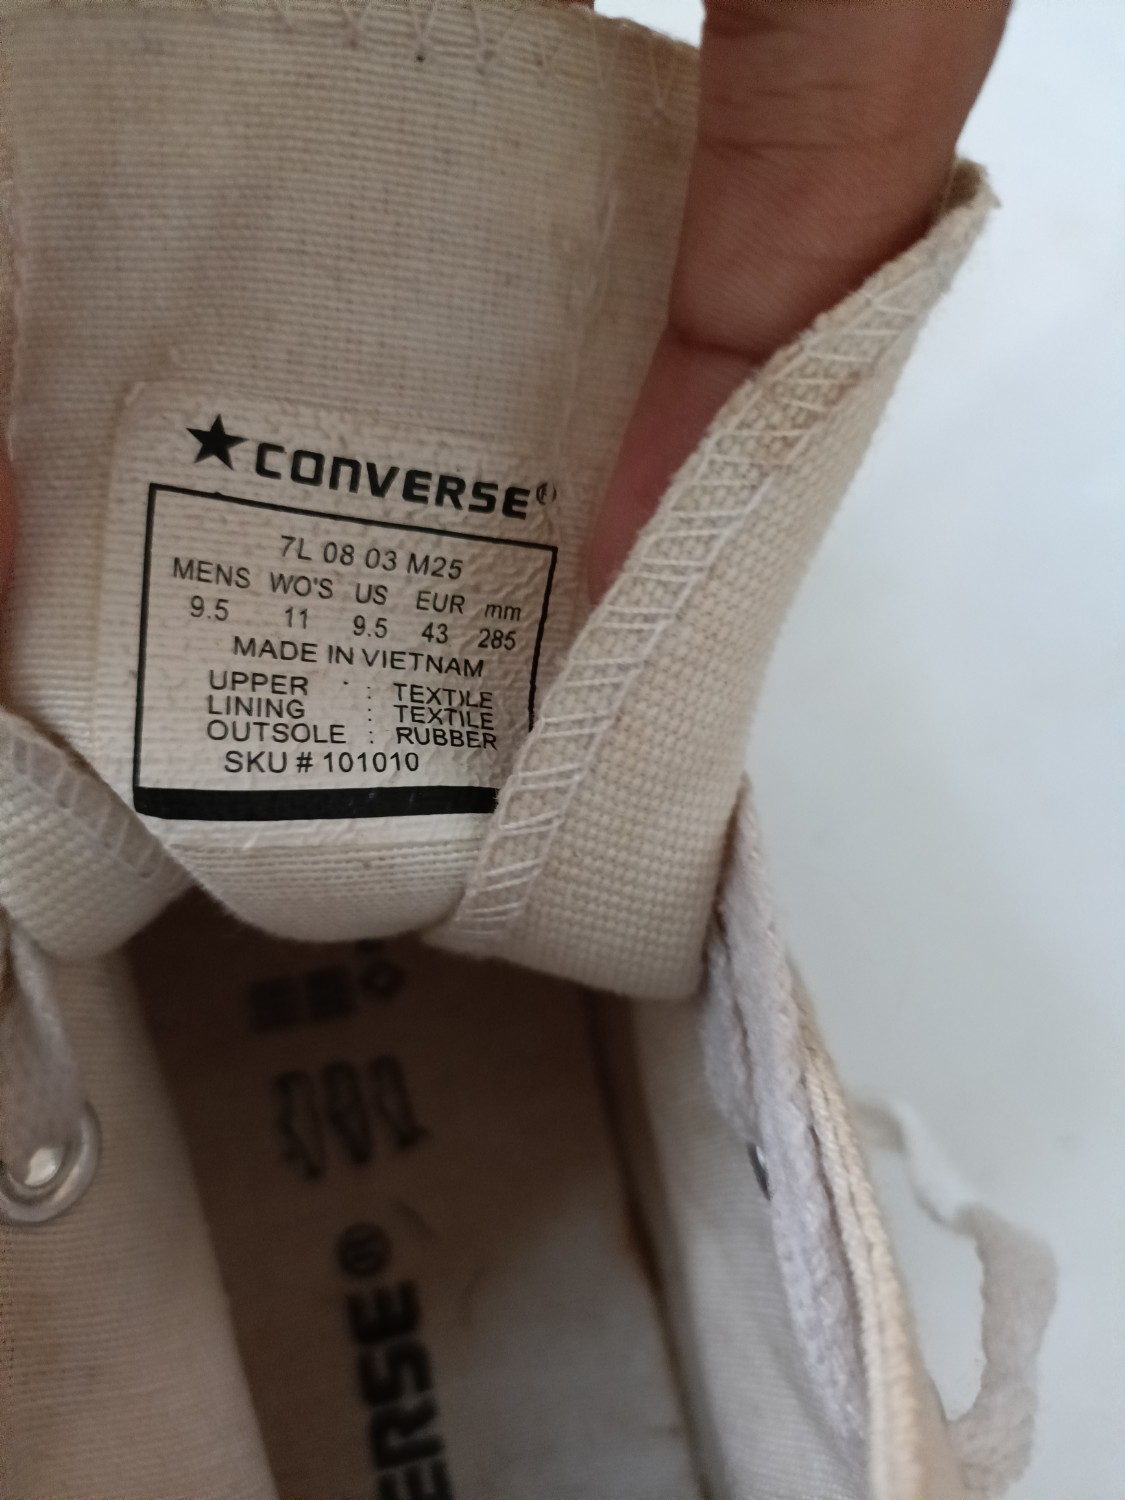 CONVERSE®
7L 08 03 M25
MENS WO'S US EUR mm
9.5 11 9.5 43 285
MADE IN VIETNAM
UPPER : TEXTILE
LINING : TEXTILE
OUTSOLE : RUBBER
SKU # 101010
ERSE®